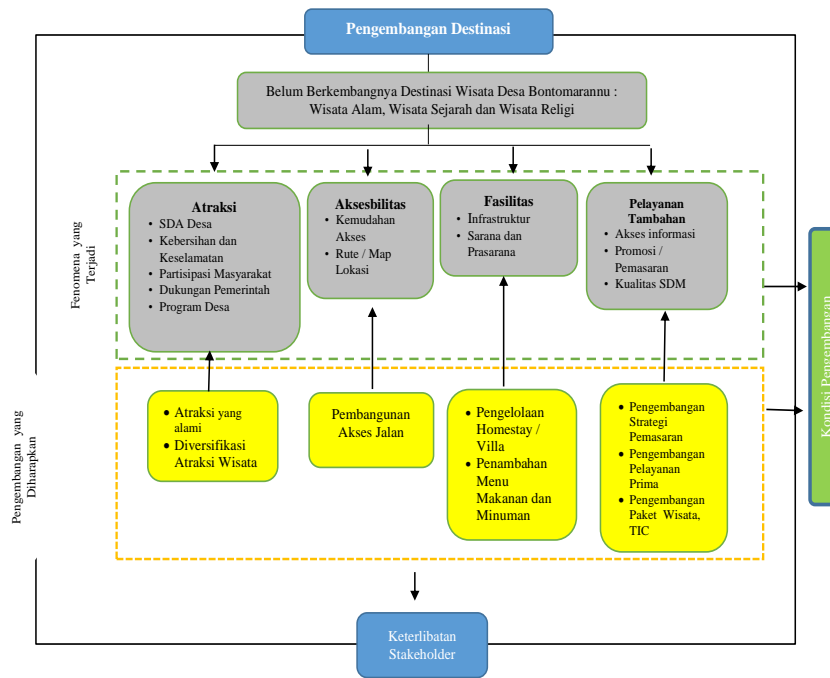 Pengembangan Destinasi
Belum Berkembangnya Destinasi Wisata Desa Bontomarannu :
Wisata Alam, Wisata Sejarah dan Wisata Religi
Fenomena yang
Terjadi
Atraksi
• SDA Desa
• Kebersihan dan
Keselamatan
• Partisipasi Masyarakat
• Dukungan Pemerintah
• Program Desa
Aksesbilitas
• Kemudahan
Akses
• Rute / Map
Lokasi
Fasilitas
• Infrastruktur
• Sarana dan
Prasarana
Pelayanan
Tambahan
• Akses informasi
• Promosi /
Pemasaran
• Kualitas SDM
Kondisi Pengembangan
Pengembangan yang
Diharapkan
• Atraksi yang
alami
• Diversifikasi
Atraksi Wisata
Pembangunan
Akses Jalan
• Pengelolaan
Homestay /
Villa
• Penambahan
Menu
Makanan dan
Minuman
• Pengembangan
Strategi
Pemasaran
• Pengembangan
Pelayanan
Prima
• Pengembangan
Paket Wisata,
TIC
Keterlibatan
Stakeholder